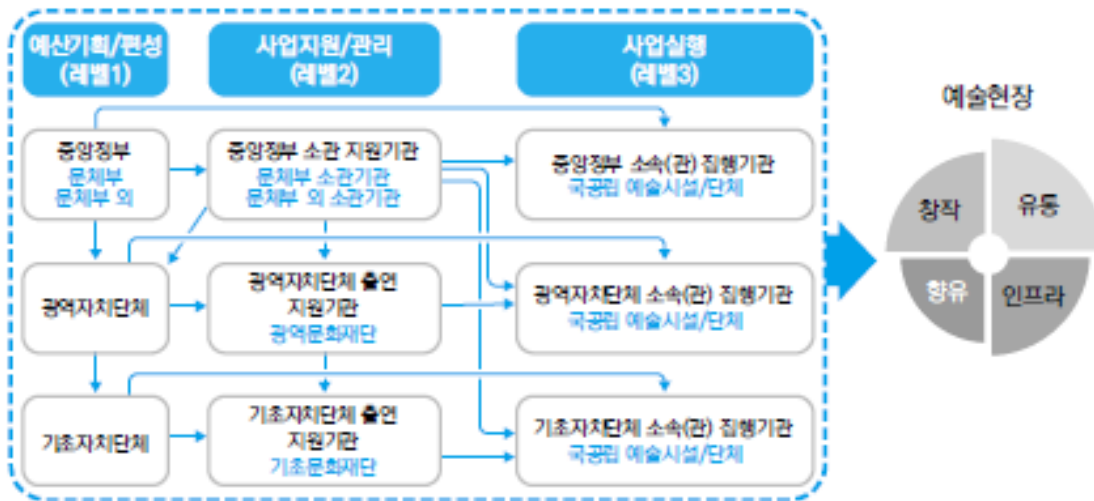 예산기획/편성
(레벨1)
사업지원/관리
(레벨2)
사업실행
(레벨3)
중앙정부
문체부
문체부 외
중앙정부 소관 지원기관
문체부 소관기관
문체부 외 소관기관
중앙정부 소속(관) 집행기관
국공립 예술시설/단체
광역자치단체
광역자치단체 출연
지원기관
광역문화재단
광역자치단체 소속(관) 집행기관
국공립 예술시설/단체
기초자치단체
기초자치단체 출연
지원기관
기초문화재단
기초자치단체 소속(관) 집행기관
국공립 예술시설/단체
예술현장
창작
유통
향유
인프라